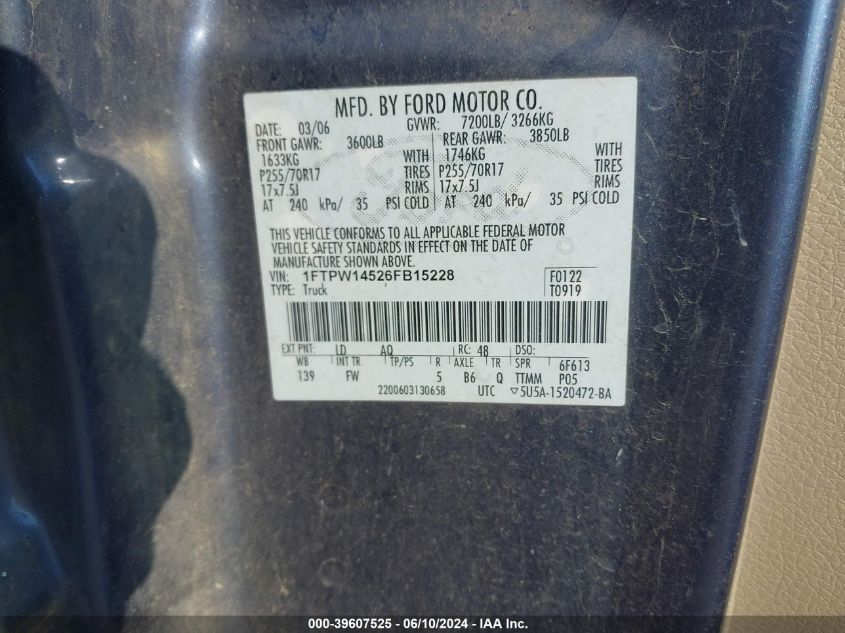 MFD. BY FORD MOTOR CO.
DATE: 03/06 GVWR: 7200LB/ 3266KG
FRONT GAWR: 3600LB REAR GAWR: 3850LB
1633KG WITH 1746KG WITH
P255/70R17 TIRES P255/70R17 TIRES
17x7.5J RIMS 17x7.5J RIMS
AT 240 kPa/ 35 PSI COLD AT 240 kPa/ 35 PSI COLD
THIS VEHICLE CONFORMS TO ALL APPLICABLE FEDERAL MOTOR
VEHICLE SAFETY STANDARDS IN EFFECT ON THE DATE OF
MANUFACTURE SHOWN ABOVE.
VIN: 1FTPW14526FB15228 F0122
TYPE: Truck T0919
EXT PNT: LD AQ RC: 48 DSO:
WB INT TR TP/PS R AXLE TR SPR 6F613
139 FW 5 B6 Q TTMM P05
2200603130658 UTC ▽5U5A-1520472-BA
000-39607525 - 06/10/2024 - IAA Inc.